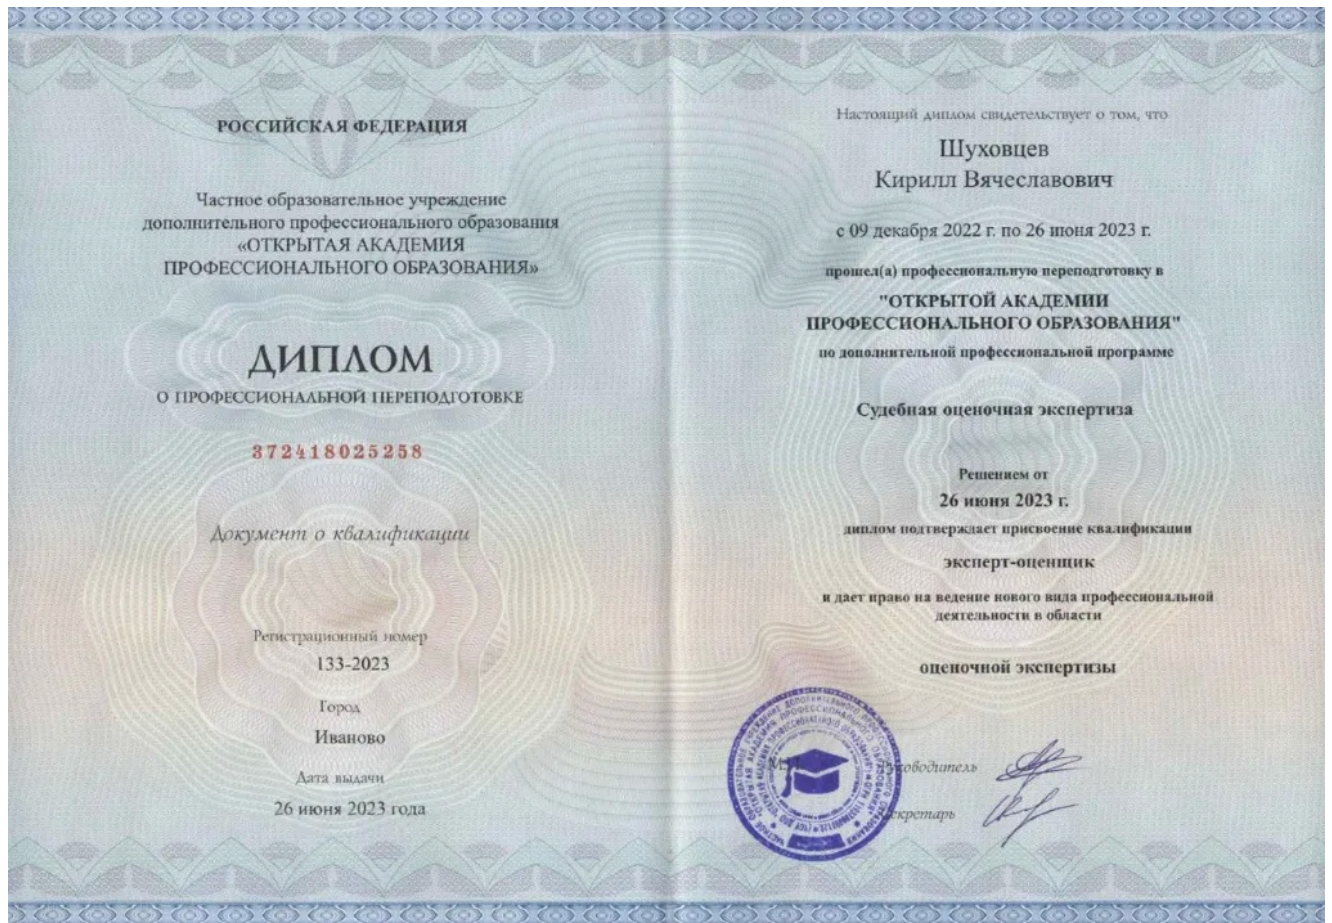 РОССИЙСКАЯ ФЕДЕРАЦИЯ
Частное образовательное учреждение
дополнительного профессионального образования
«ОТКРЫТАЯ АКАДЕМИЯ
ПРОФЕССИОНАЛЬНОГО ОБРАЗОВАНИЯ»
ДИПЛОМ
О ПРОФЕССИОНАЛЬНОЙ ПЕРЕПОДГОТОВКЕ
372418025258
Документ о квалификации
Регистрационный номер
133-2023
Город
Иваново
Дата выдачи
26 июня 2023 года
Настоящий диплом свидетельствует о том, что
Шуховцев
Кирилл Вячеславович
с 09 декабря 2022 г. по 26 июня 2023 г.
прошел(а) профессиональную переподготовку в
"ОТКРЫТОЙ АКАДЕМИИ
ПРОФЕССИОНАЛЬНОГО ОБРАЗОВАНИЯ"
по дополнительной профессиональной программе
Судебная оценочная экспертиза
Решением от
26 июня 2023 г.
диплом подтверждает присвоение квалификации
эксперт-оценщик
и дает право на ведение нового вида профессиональной
деятельности в области
оценочной экспертизы
М.П.
Руководитель
Секретарь